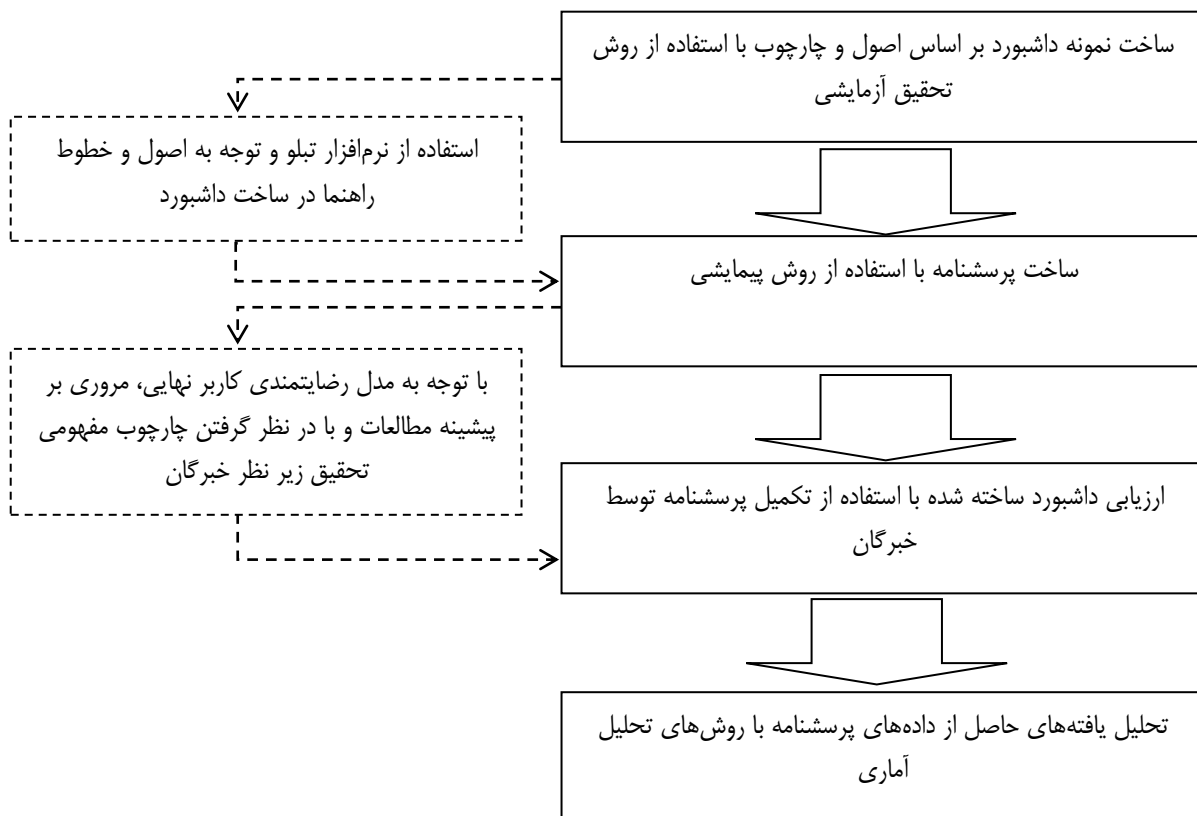 ساخت نمونه داشبورد بر اساس اصول و چارچوب با استفاده از روش
تحقیق آزمایشی
استفاده از نرم‌افزار تبلو و توجه به اصول و خطوط
راهنما در ساخت داشبورد
ساخت پرسشنامه با استفاده از روش پیمایشی
با توجه به مدل رضایتمندی کاربر نهایی، مروری بر
پیشینه مطالعات و با در نظر گرفتن چارچوب مفهومی
تحقیق زیر نظر خبرگان
ارزیابی داشبورد ساخته شده با استفاده از تکمیل پرسشنامه توسط
خبرگان
تحلیل یافته‌های حاصل از داده‌های پرسشنامه با روش‌های تحلیل
آماری